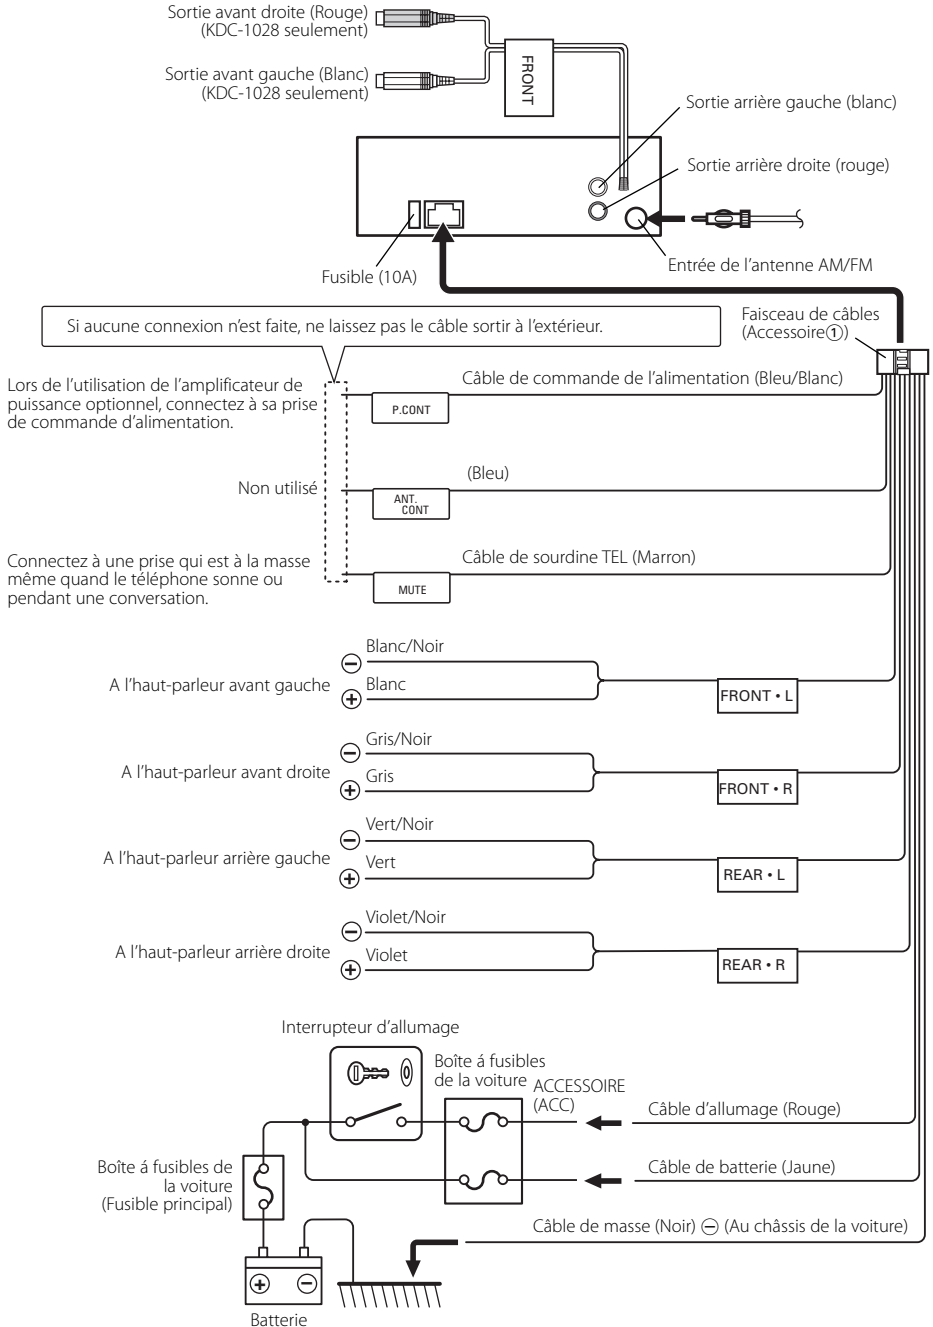 Sortie avant droite (Rouge)
(KDC-1028 seulement)
Sortie avant gauche (Blanc)
(KDC-1028 seulement)
FRONT
Sortie arrière gauche (blanc)
Sortie arrière droite (rouge)
Fusible (10A)
Entrée de l'antenne AM/FM
Si aucune connexion n'est faite, ne laissez pas le câble sortir à l'extérieur.
Faisceau de câbles
(Accessoire①)
Lors de l'utilisation de l'amplificateur de
puissance optionnel, connectez à sa prise
de commande d'alimentation.
Câble de commande de l'alimentation (Bleu/Blanc)
P.CONT
Non utilisé
(Bleu)
ANT.
CONT
Connectez à une prise qui est à la masse
même quand le téléphone sonne ou
pendant une conversation.
Câble de sourdine TEL (Marron)
MUTE
A l'haut-parleur avant gauche
⊖ Blanc/Noir
⊕ Blanc
FRONT • L
A l'haut-parleur avant droite
⊖ Gris/Noir
⊕ Gris
FRONT • R
A l'haut-parleur arrière gauche
⊖ Vert/Noir
⊕ Vert
REAR • L
A l'haut-parleur arrière droite
⊖ Violet/Noir
⊕ Violet
REAR • R
Interrupteur d'allumage
Boîte á fusibles
de la voiture
ACCESSOIRE
(ACC)
Câble d'allumage (Rouge)
Boîte á fusibles de
la voiture
(Fusible principal)
Câble de batterie (Jaune)
Câble de masse (Noir) ⊖ (Au châssis de la voiture)
⊕ ⊖
Batterie